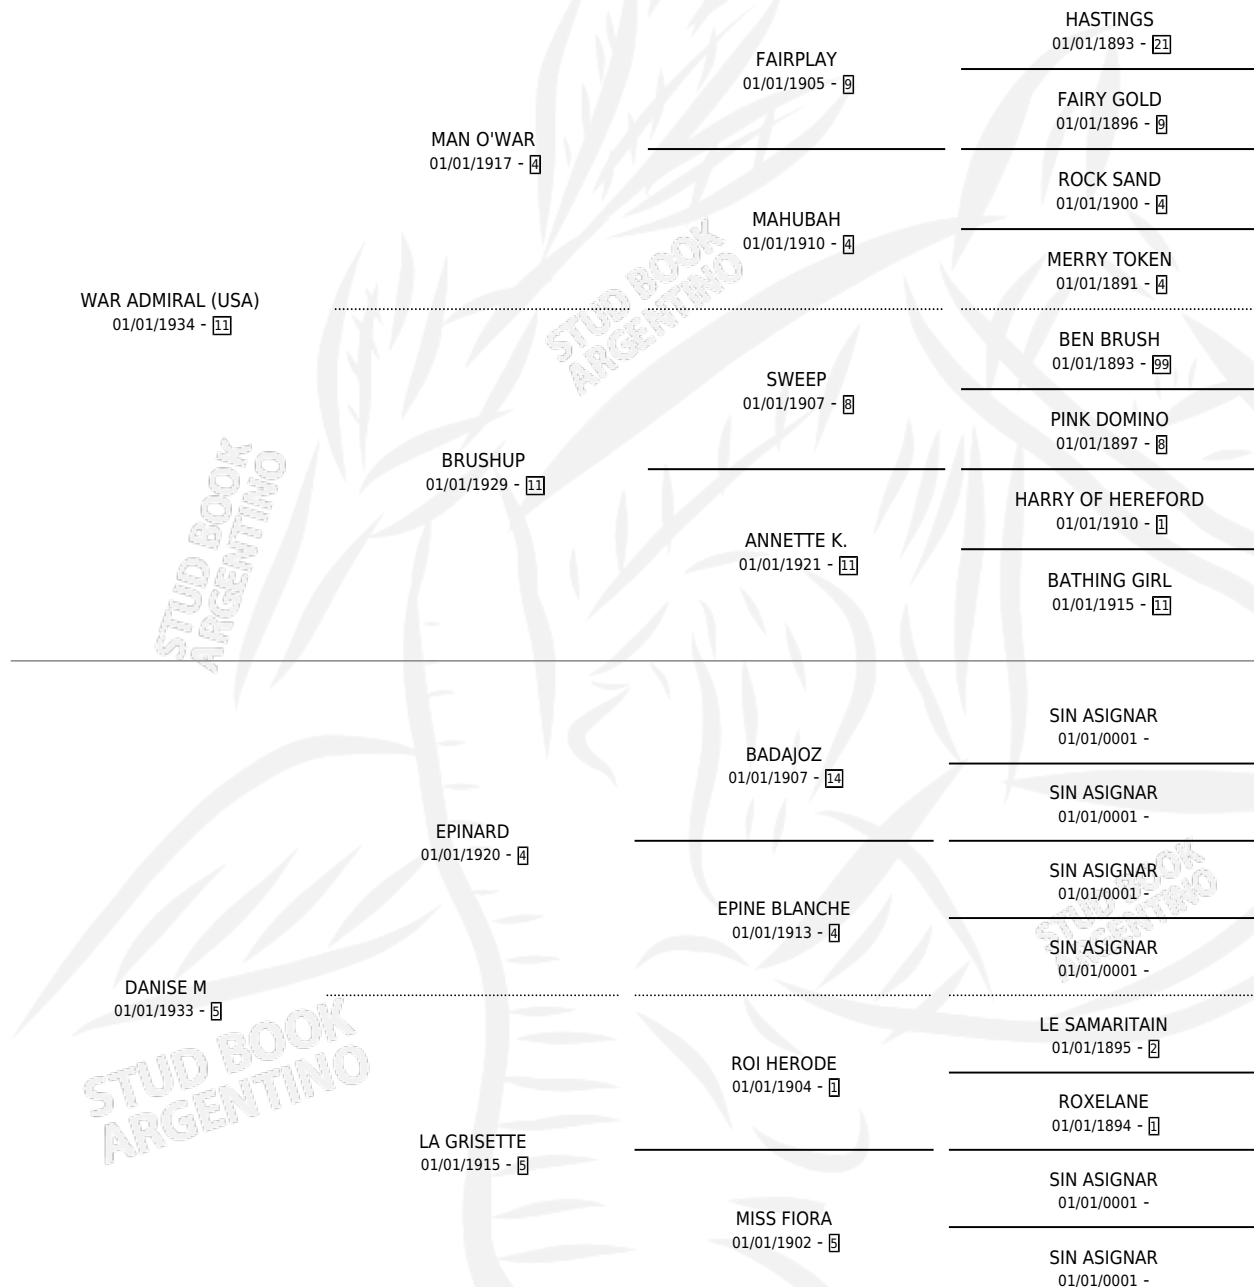 HASTINGS
01/01/1893 - 21
FAIRPLAY
01/01/1905 - 9
FAIRY GOLD
01/01/1896 - 9
MAN O'WAR
01/01/1917 - 4
ROCK SAND
01/01/1900 - 4
MAHUBAH
01/01/1910 - 4
MERRY TOKEN
01/01/1891 - 4
WAR ADMIRAL (USA)
01/01/1934 - 11
BEN BRUSH
01/01/1893 - 99
SWEEP
01/01/1907 - 8
PINK DOMINO
01/01/1897 - 8
BRUSHUP
01/01/1929 - 11
HARRY OF HEREFORD
01/01/1910 - 1
ANNETTE K.
01/01/1921 - 11
BATHING GIRL
01/01/1915 - 11
SIN ASIGNAR
01/01/0001 -
BADAJOZ
01/01/1907 - 14
SIN ASIGNAR
01/01/0001 -
EPINARD
01/01/1920 - 4
SIN ASIGNAR
01/01/0001 -
EPINE BLANCHE
01/01/1913 - 4
SIN ASIGNAR
01/01/0001 -
DANISE M
01/01/1933 - 5
LE SAMARITAIN
01/01/1895 - 2
ROI HERODE
01/01/1904 - 1
ROXELANE
01/01/1894 - 1
LA GRISETTE
01/01/1915 - 5
SIN ASIGNAR
01/01/0001 -
MISS FIORA
01/01/1902 - 5
SIN ASIGNAR
01/01/0001 -
STUD BOOK
ARGENTINO
STUD BOOK
ARGENTINO
STUD BOOK
ARGENTINO
STUD BOOK
ARGENTINO